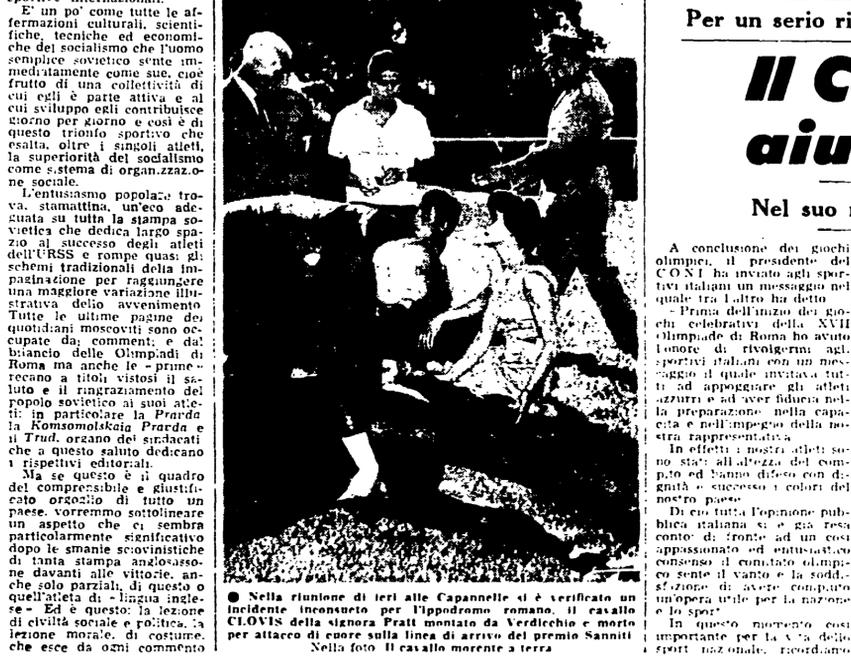 E' un po' come tutte le af-
fermazioni culturali, scienti-
fiche, tecniche ed economi-
che del socialismo che l'uomo
semplice sovietico sente im-
mediatamente come sue, cioè
frutto di una collettività di
cui egli è parte attiva e al
cui sviluppo egli contribuisce
giorno per giorno e così è di
questo trionfo sportivo che
esalta, oltre i singoli atleti,
la superiorità del socialismo
come sistema di organizzazio-
ne sociale.
L'entusiasmo popolare tro-
va, stamattina, un'eco ade-
guata su tutta la stampa so-
vietica che dedica largo spa-
zio al successo degli atleti
dell'URSS e rompe quasi gli
schemi tradizionali della im-
paginazione per raggiungere
una maggiore variazione illu-
strativa dello avvenimento
Tutte le ultime pagine dei
quotidiani moscoviti sono oc-
cupate dai commenti e dal
bilancio delle Olimpiadi di
Roma ma anche le « prime »
recano a titoli vistosi il sa-
luto e il ringraziamento del
popolo sovietico ai suoi atle-
ti: in particolare la Pravda
la Komsomolskaia Pravda e
il Trud, organo dei sindacati
che a questo saluto dedicano
i rispettivi editoriali.
Ma se questo è il quadro
del comprensibile e giustifi-
cato orgoglio di tutto un
paese, vorremmo sottolineare
un aspetto che ci sembra
particolarmente significativo
dopo le smanie sciovinistiche
di tanta stampa anglosasso-
ne davanti alle vittorie, an-
che solo parziali, di questo o
quell'atleta di « lingua ingle-
se » Ed è questo: la lezione
di civiltà sociale e politica, la
lezione morale, di costume,
che esce da ogni commento
● Nella riunione di ieri alle Capannelle si è verificato un
incidente inconsueto per l'ippodromo romano, il cavallo
CLOVIS della signora Pratt montato da Verdicchio è morto
per attacco di cuore sulla linea di arrivo del premio Sanniti
Nella foto Il cavallo morente a terra
Per un serio ri
Il C
aiu
Nel suo
A conclusione dei giochi
olimpici, il presidente del
CONI ha inviato agli spor-
tivi italiani un messaggio nel
quale tra l'altro ha detto
« Prima dell'inizio dei gio-
chi celebrativi della XVII
Olimpiade di Roma ho avuto
l'onore di rivolgermi agli
sportivi italiani con un mes-
saggio il quale invitava tut-
ti ad appoggiare gli atleti
azzurri e ad aver fiducia nel-
la preparazione nella capa-
cità e nell'impegno della no-
stra rappresentativa
In effetti i nostri atleti so-
no stati all'altezza del com-
pito ed hanno difeso con di-
gnità e successo i colori del
nostro paese
Di ciò tutta l'opinione pub-
blica italiana si è già resa
conto di fronte ad un così
appassionato ed entusiastico
consenso il comitato olimpi-
co sente il vanto e la soddi-
sfazione di avere compiuto
un'opera utile per la nazione
e lo sport
In questo momento così
importante per la vita dello
sport nazionale, ricordiamo